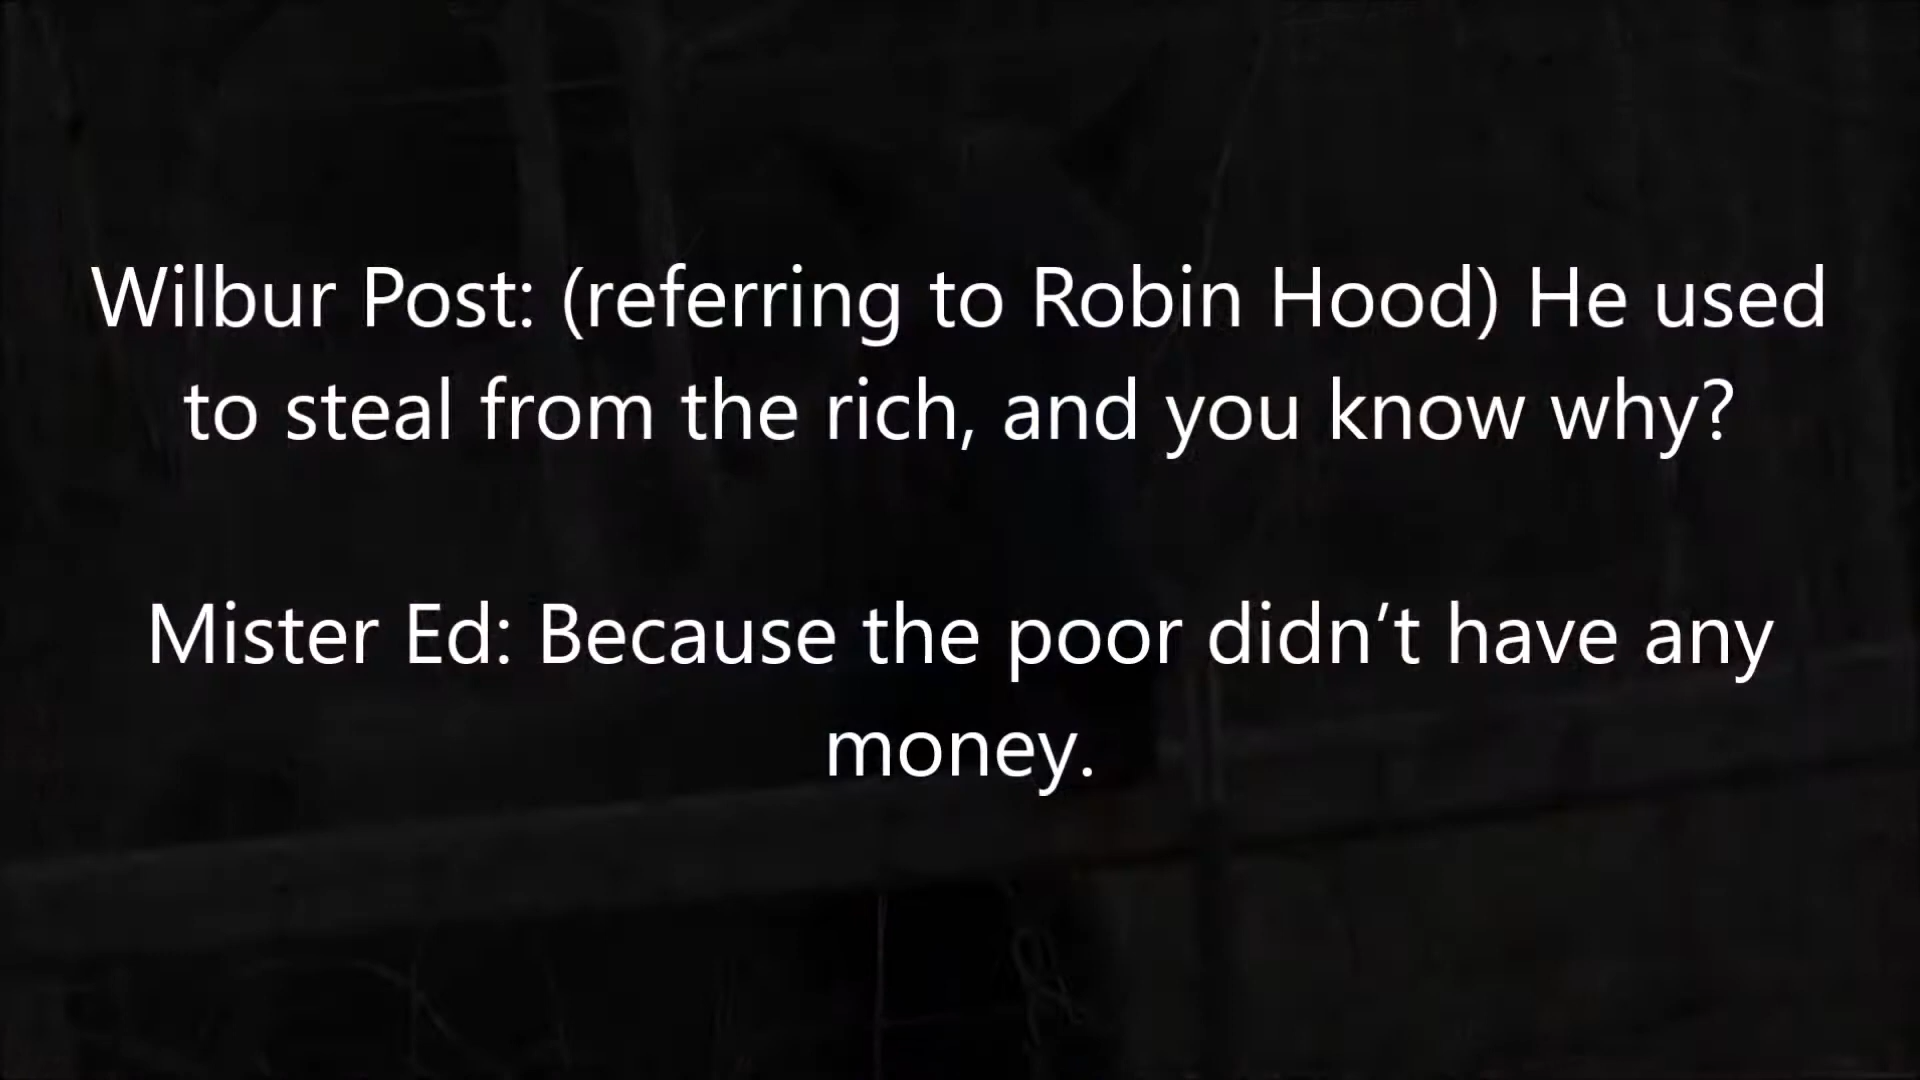 Wilbur Post: (referring to Robin Hood) He used
to steal from the rich, and you know why?
Mister Ed: Because the poor didn’t have any
money.